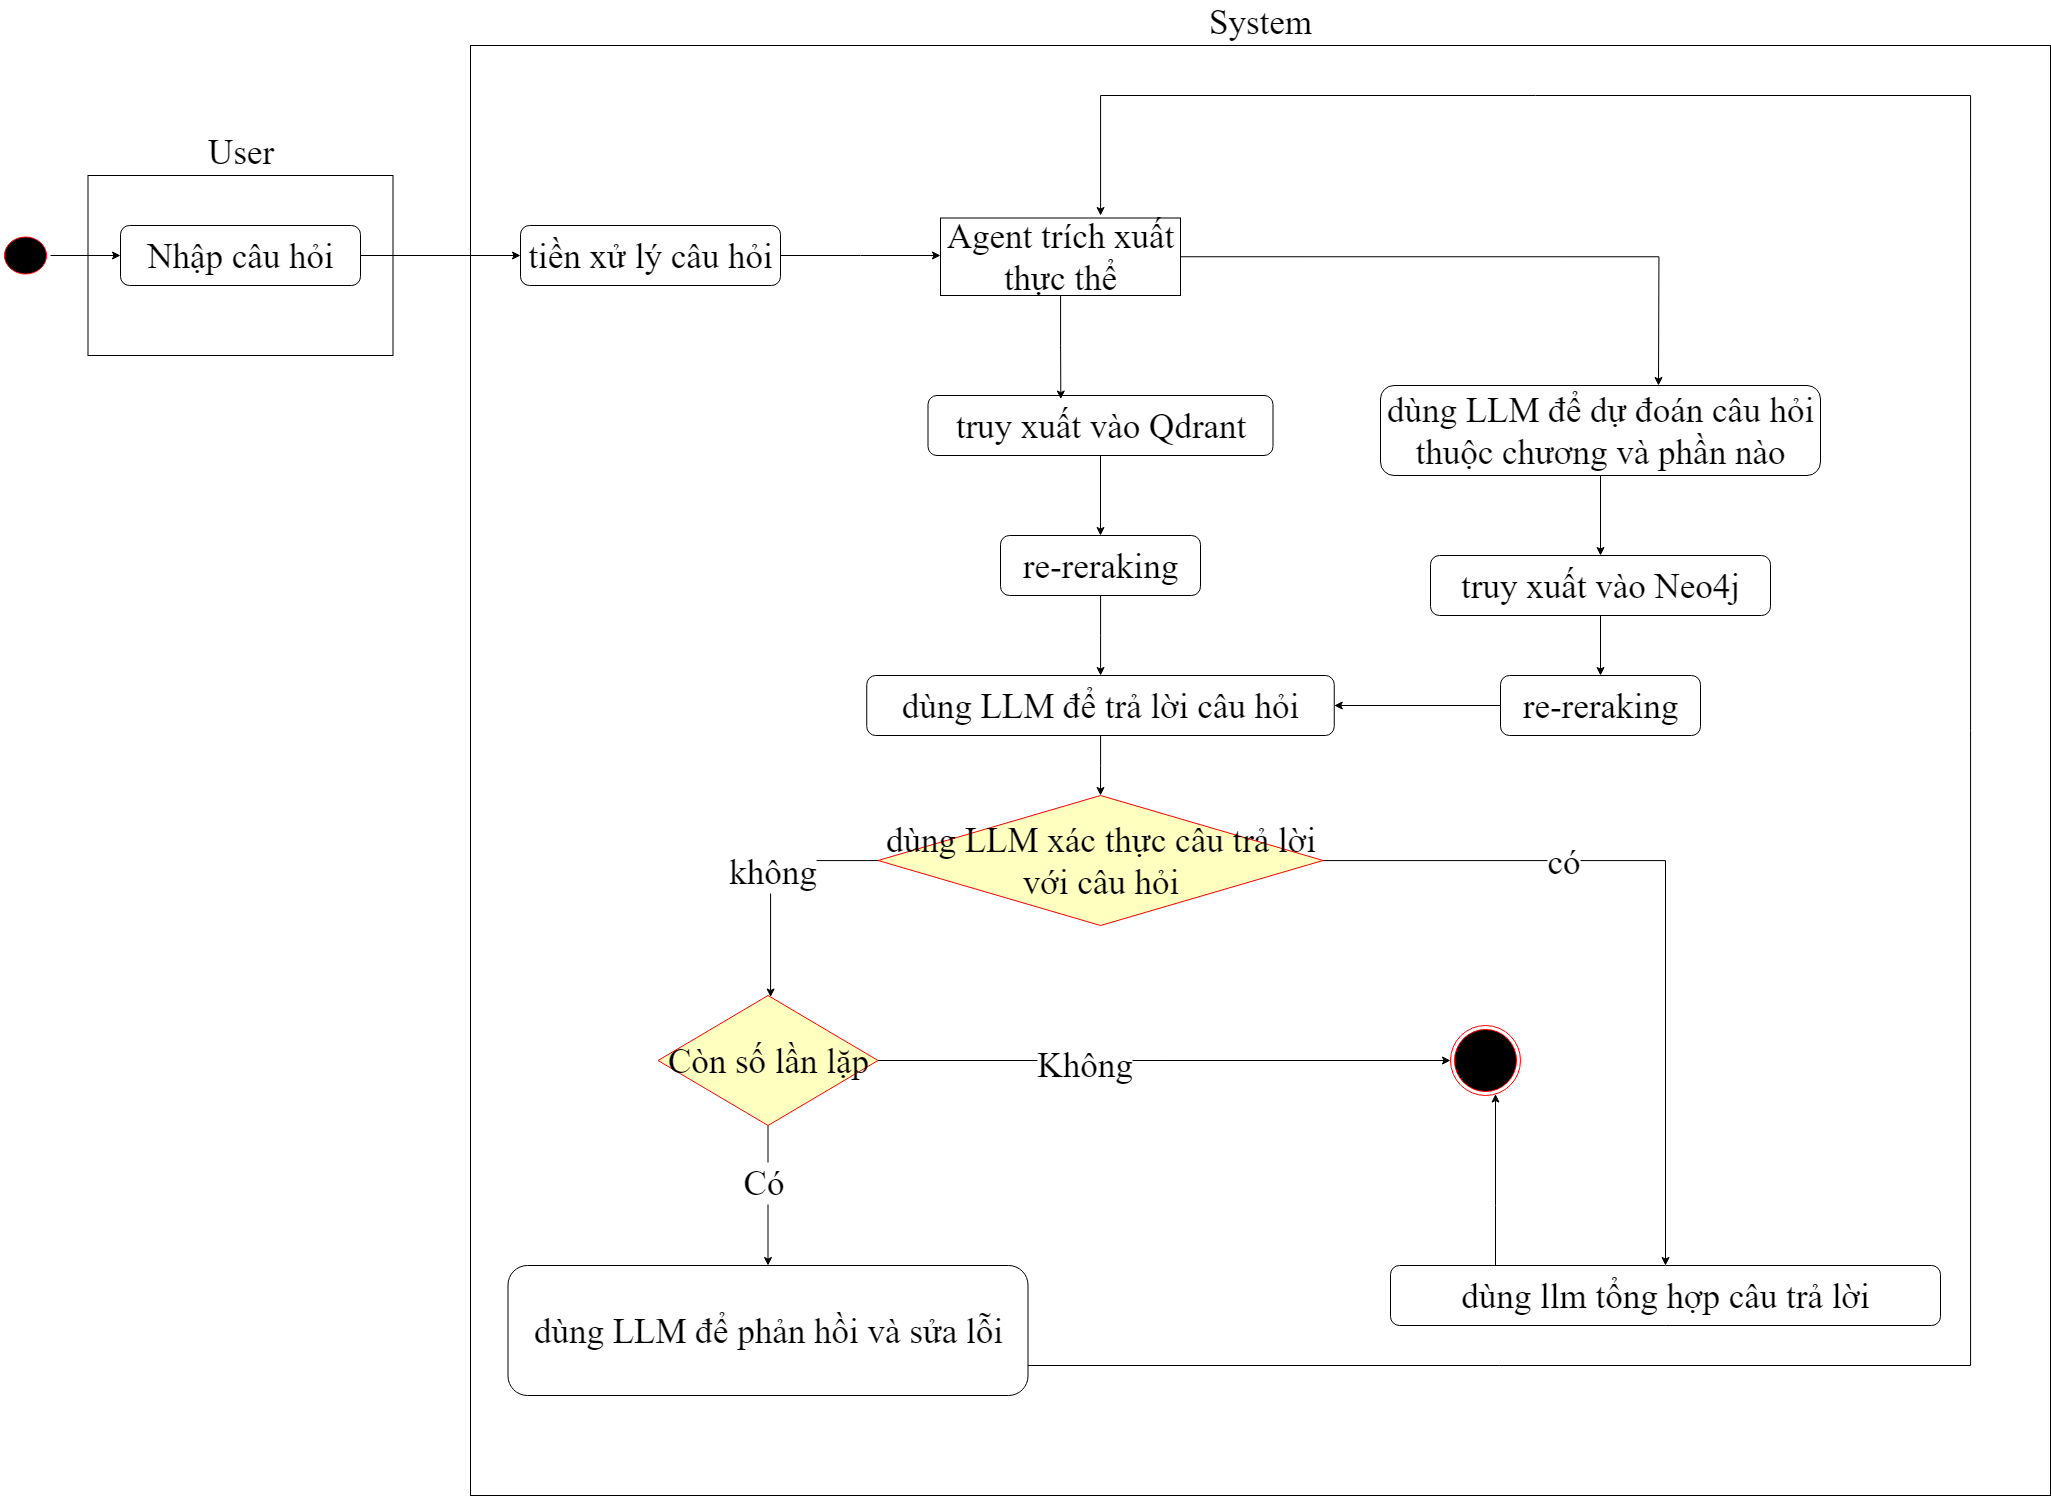 System
User
Nhập câu hỏi
tiền xử lý câu hỏi
Agent trích xuất
thực thể
truy xuất vào Qdrant
dùng LLM để dự đoán câu hỏi
thuộc chương và phần nào
re-reraking
truy xuất vào Neo4j
dùng LLM để trả lời câu hỏi
re-reraking
dùng LLM xác thực câu trả lời
với câu hỏi
không
có
Còn số lần lặp
Không
Có
dùng LLM để phản hồi và sửa lỗi
dùng llm tổng hợp câu trả lời